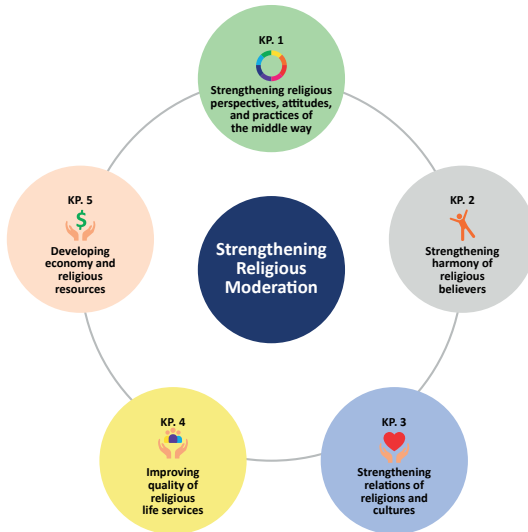 KP. 1
Strengthening religious
perspectives, attitudes,
and practices of
the middle way
KP. 2
Strengthening
harmony of
religious
believers
KP. 3
Strengthening
relations of
religions and
cultures
KP. 4
Improving
quality of
religious
life services
KP. 5
$
Developing
economy and
religious
resources
Strengthening
Religious
Moderation